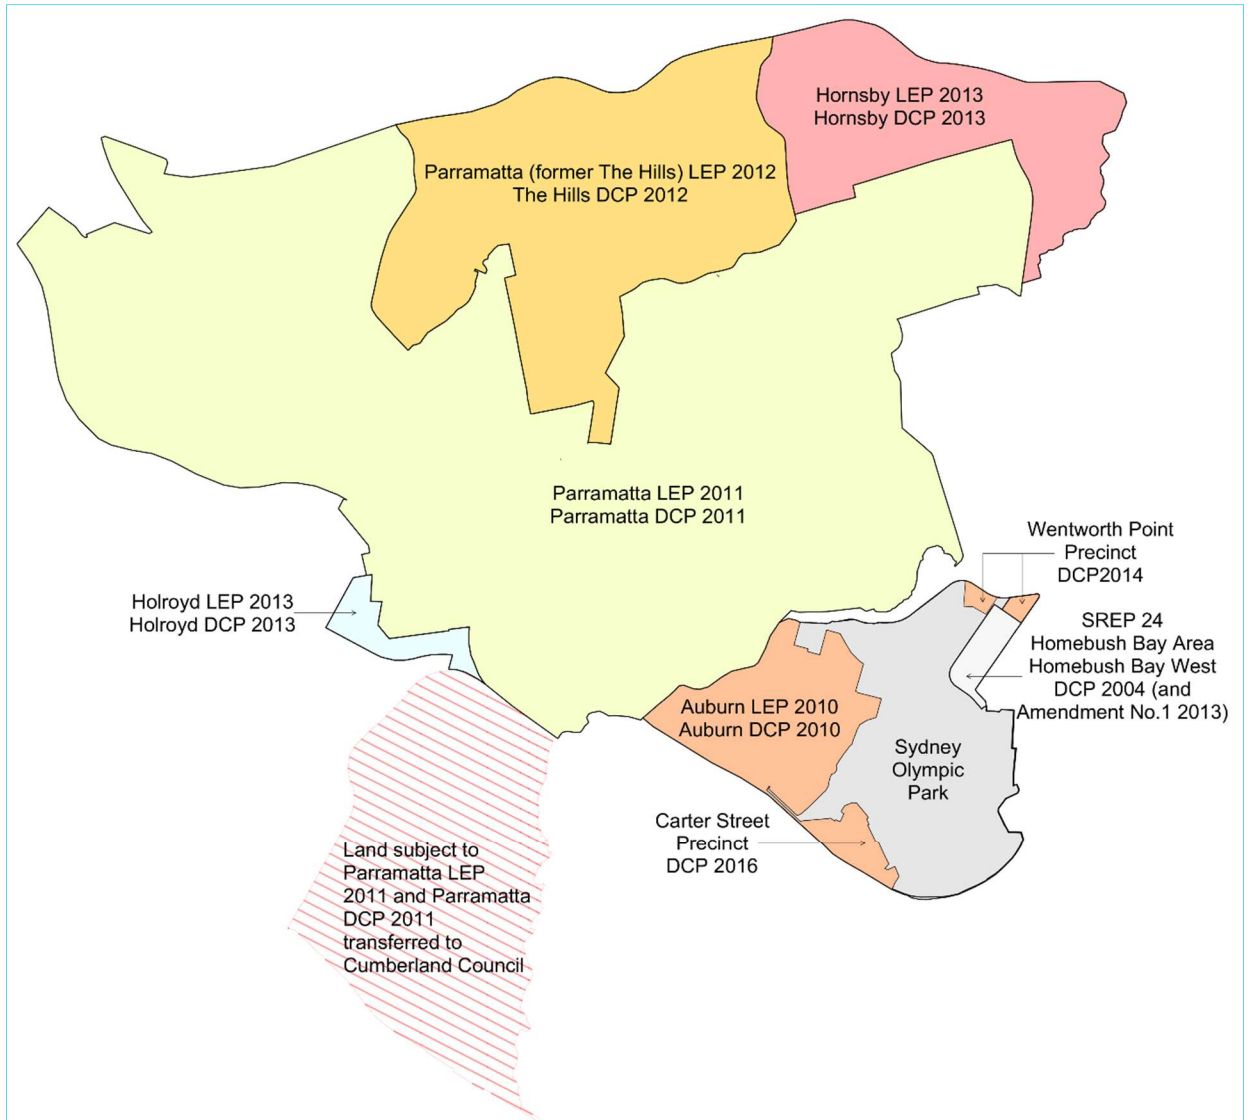 Hornsby LEP 2013
Hornsby DCP 2013
Parramatta (former The Hills) LEP 2012
The Hills DCP 2012
Parramatta LEP 2011
Parramatta DCP 2011
Wentworth Point
Precinct
DCP2014
Holroyd LEP 2013
Holroyd DCP 2013
SREP 24
Homebush Bay Area
Homebush Bay West
DCP 2004 (and
Amendment No.1 2013)
Auburn LEP 2010
Auburn DCP 2010
Sydney
Olympic
Park
Carter Street
Precinct
DCP 2016
Land subject to
Parramatta LEP
2011 and Parramatta
DCP 2011
transferred to
Cumberland Council